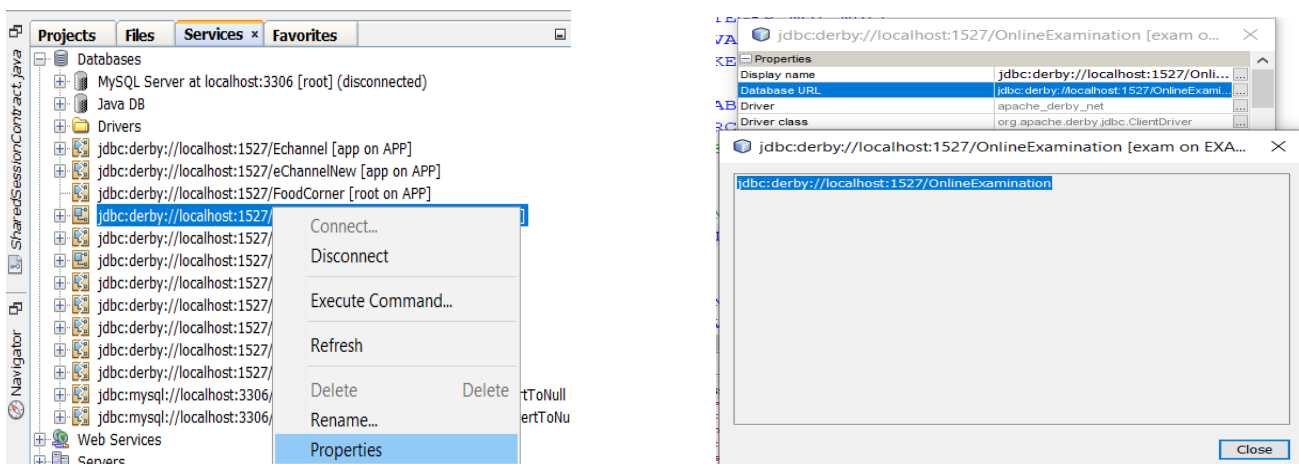 Projects Files Services × Favorites
SharedSessionContract.java
Navigator
Databases
MySQL Server at localhost:3306 [root] (disconnected)
Java DB
Drivers
jdbc:derby://localhost:1527/Echannel [app on APP]
jdbc:derby://localhost:1527/eChannelNew [app on APP]
jdbc:derby://localhost:1527/FoodCorner [root on APP]
jdbc:derby://localhost:1527/
jdbc:derby://localhost:1527/
jdbc:derby://localhost:1527/
jdbc:derby://localhost:1527/
jdbc:derby://localhost:1527/
jdbc:derby://localhost:1527/
jdbc:derby://localhost:1527/
jdbc:derby://localhost:1527/
jdbc:mysql://localhost:3306/ rtToNull
jdbc:mysql://localhost:3306/ ertToNu
Web Services
Servers
Connect...
Disconnect
Execute Command...
Refresh
Delete Delete
Rename...
Properties
jdbc:derby://localhost:1527/OnlineExamination [exam o...
Properties
Display name jdbc:derby://localhost:1527/Onli... ...
Database URL jdbc:derby://localhost:1527/OnlineExami... ...
Driver apache_derby_net ...
Driver class org.apache.derby.jdbc.ClientDriver ...
jdbc:derby://localhost:1527/OnlineExamination [exam on EXA...
jdbc:derby://localhost:1527/OnlineExamination
Close